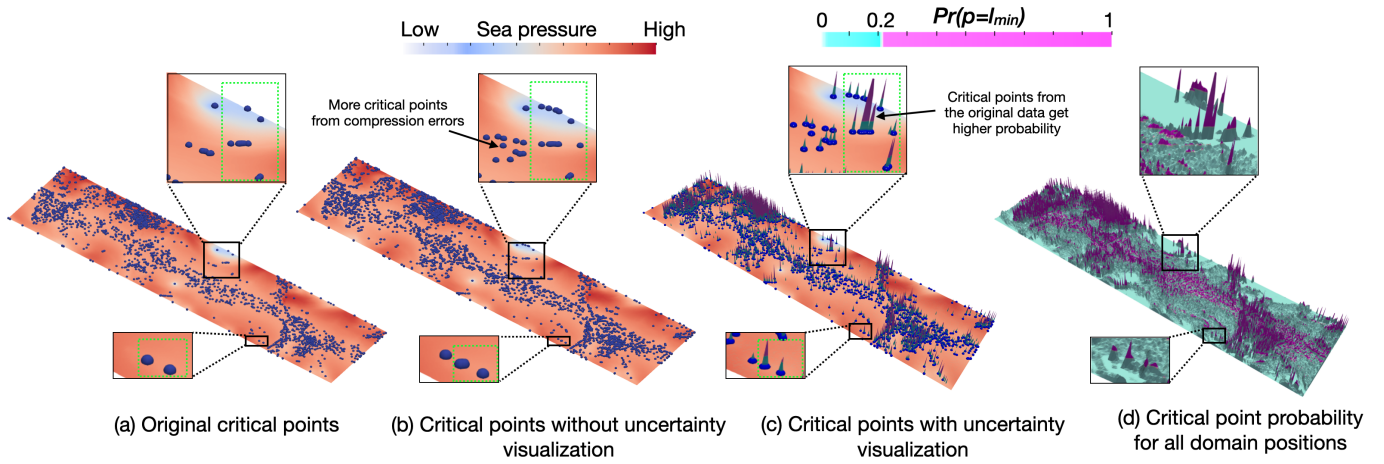 Low Sea pressure High
0 0.2 Pr(p=lmin) 1
More critical points
from compression errors
Critical points from
the original data get
higher probability
(a) Original critical points
(b) Critical points without uncertainty
visualization
(c) Critical points with uncertainty
visualization
(d) Critical point probability
for all domain positions